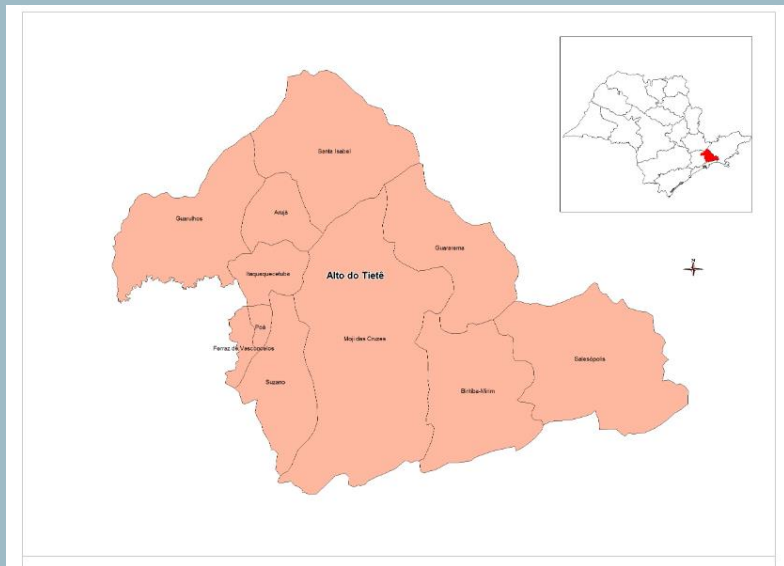 Santa Isabel
Guarulhos
Arujá
Guararema
Itaquaquecetuba
Alto do Tietê
Poá
Moji das Cruzes
Ferraz de Vasconcelos
Salesópolis
Suzano
Biritiba-Mirim